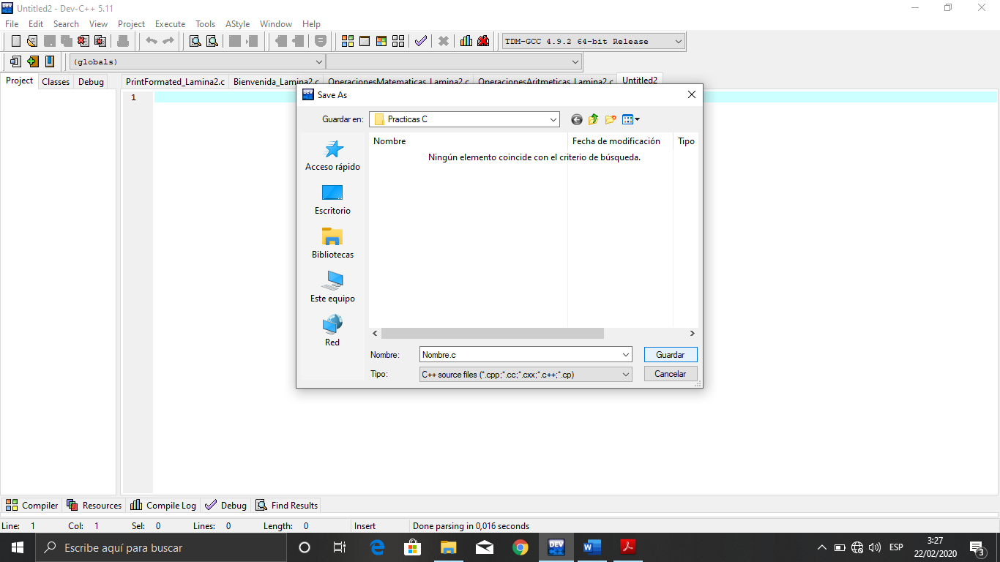 Untitled2 - Dev-C++ 5.11
File Edit Search View Project Execute Tools AStyle Window Help
TDM-GCC 4.9.2 64-bit Release
(globals)
Project Classes Debug PrintFormated_Lamina2.c Bienvenida_Lamina2.c OperacionesMatematicas_Lamina2.c OperacionesAritmeticas_Lamina2.c Untitled2
1
DEV
Save As
Guardar en: Practicas C
Nombre Fecha de modificación Tipo
Ningún elemento coincide con el criterio de búsqueda.
Acceso rápido
Escritorio
Bibliotecas
Este equipo
Red
Nombre: Nombre.c Guardar
Tipo: C++ source files (*.cpp;*.cc;*.cxx;*.c++;*.cp) Cancelar
Compiler Resources Compile Log Debug Find Results
Line: 1 Col: 1 Sel: 0 Lines: 0 Length: 0 Insert Done parsing in 0,016 seconds
Escribe aquí para buscar
DEV
ESP
3:27
22/02/2020
3